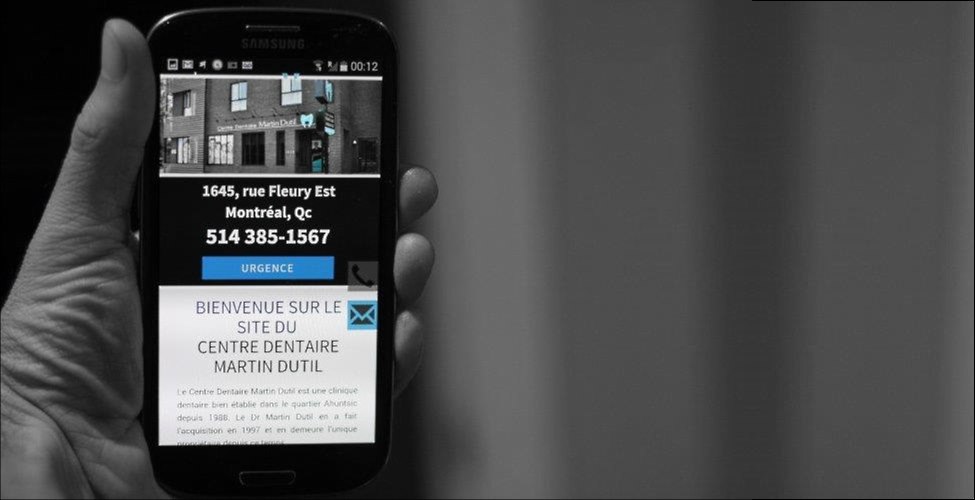 SAMSUNG
00:12
Centre Dentaire Martin Dutil
1645, rue Fleury Est
Montréal, Qc
514 385-1567
URGENCE
BIENVENUE SUR LE
SITE DU
CENTRE DENTAIRE
MARTIN DUTIL
Le Centre Dentaire Martin Dutil est une clinique
dentaire bien établie dans le quartier Ahuntsic
depuis 1988. Le Dr Martin Dutil en a fait
l'acquisition en 1997 et en demeure l'unique
propriétaire depuis ce temps.